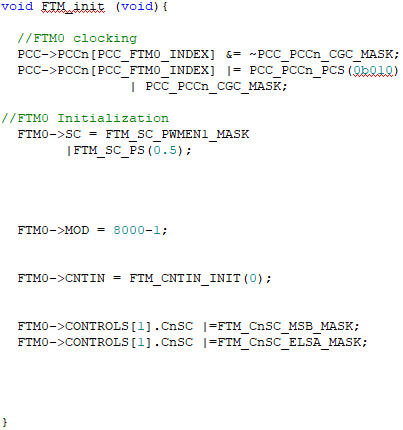 void FTM_init (void){
//FTM0 clocking
PCC->PCCn[PCC_FTM0_INDEX] &= ~PCC_PCCn_CGC_MASK;
PCC->PCCn[PCC_FTM0_INDEX] |= PCC_PCCn_PCS(0b010)
| PCC_PCCn_CGC_MASK;
//FTM0 Initialization
FTM0->SC = FTM_SC_PWMEN1_MASK
|FTM_SC_PS(0.5);
FTM0->MOD = 8000-1;
FTM0->CNTIN = FTM_CNTIN_INIT(0);
FTM0->CONTROLS[1].CnSC |=FTM_CnSC_MSB_MASK;
FTM0->CONTROLS[1].CnSC |=FTM_CnSC_ELSA_MASK;
}